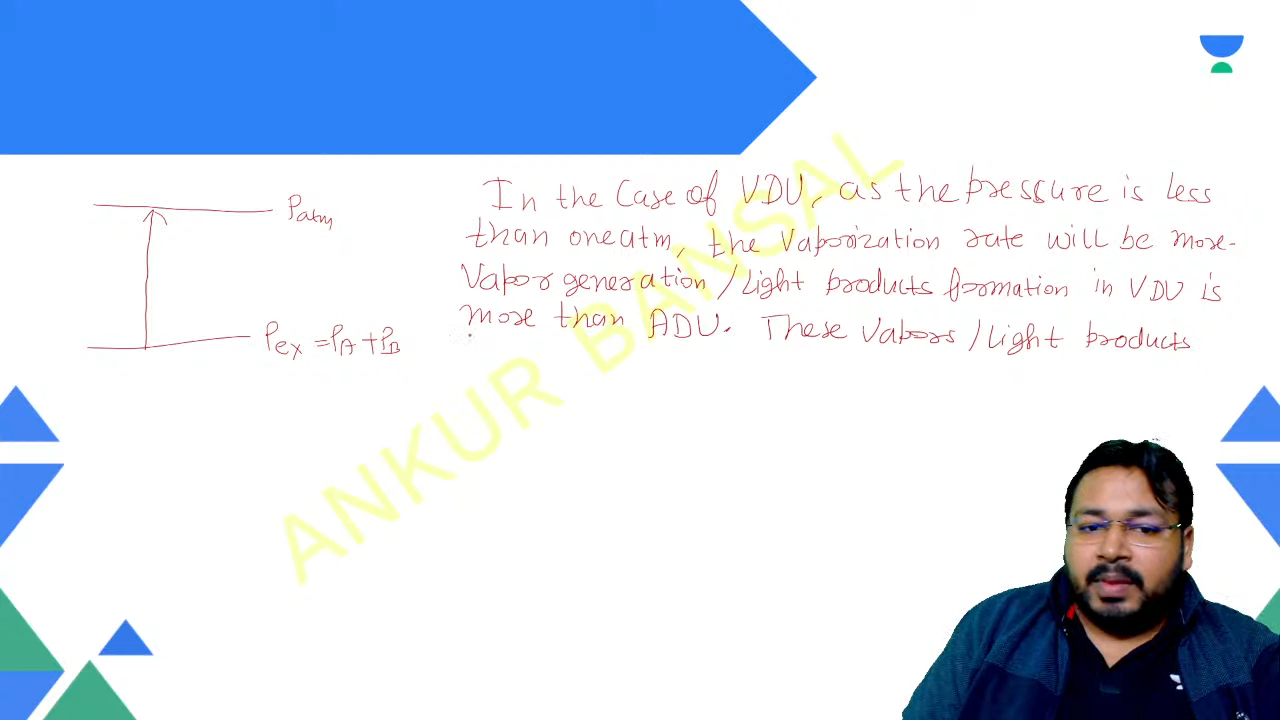 Patm
Pex = PA + PB
In the Case of VDU, as the pressure is less
than one atm, the vaporization rate will be more.
Vapor generation / Light products formation in VDU is
more than ADU. These Vapors / Light products
ANKUR BANSAL